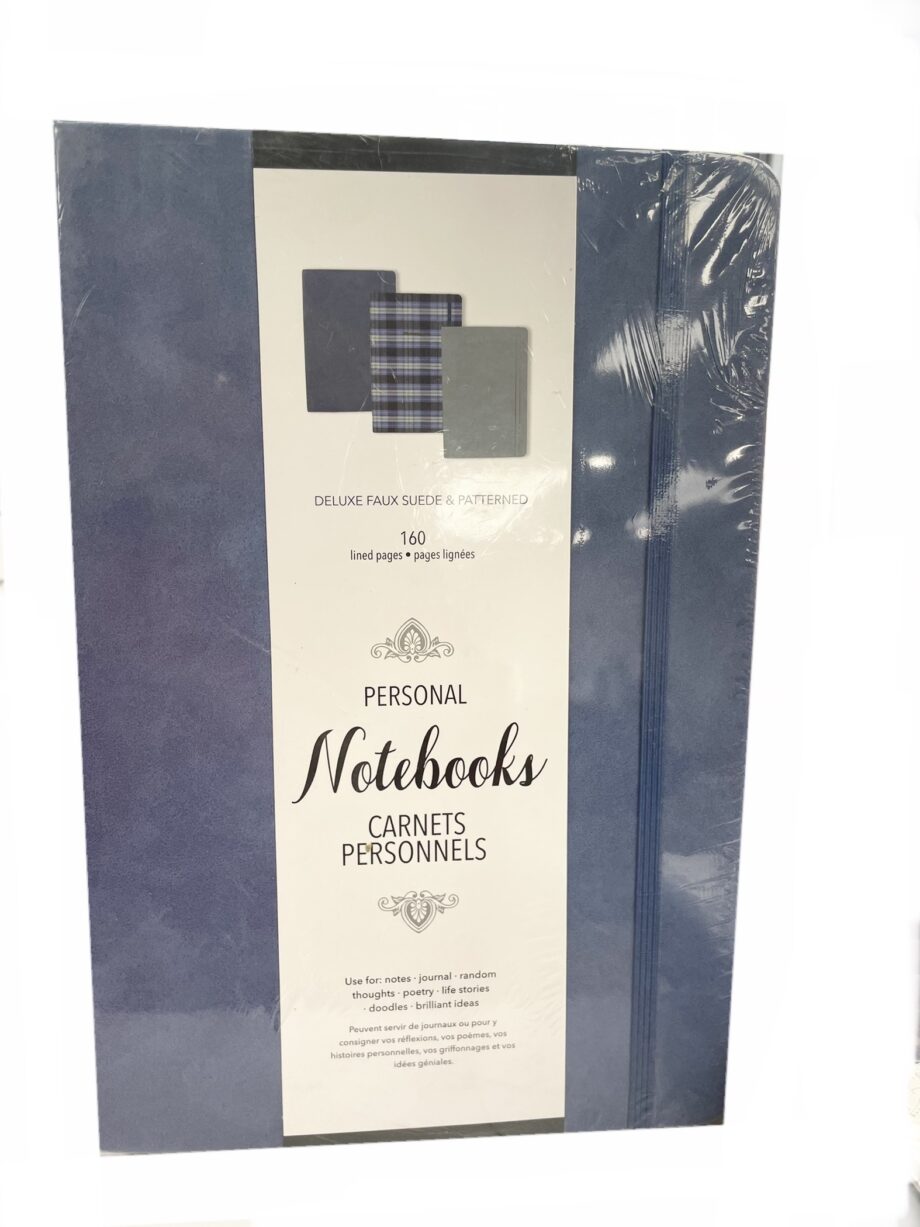 DELUXE FAUX SUEDE & PATTERNED
160
lined pages • pages lignées
PERSONAL
Notebooks
CARNETS
PERSONNELS
Use for: notes · journal · random
thoughts · poetry · life stories
· doodles · brilliant ideas
Peuvent servir de journaux ou pour y
consigner vos réflexions, vos poèmes, vos
histoires personnelles, vos griffonnages et vos
idées géniales.